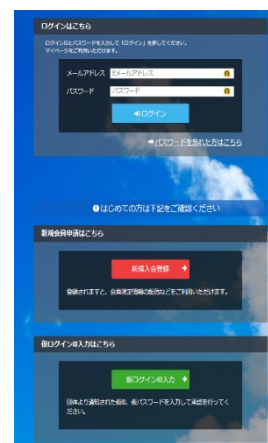 ログインはこちら
ログインIDとパスワードを入力して「ログイン」を押してください。
マイページをご利用いただけます。
メールアドレス
Eメールアドレス
パスワード
パスワード
ログイン
パスワードを忘れた方はこちら
はじめての方は下記をご確認ください
新規会員申請はこちら
新規入会登録
登録されますと、会員限定情報の配信などをご利用いただけます。
仮ログインID入力はこちら
仮ログインID入力
団体より通知された仮ID、仮パスワードを入力して承認を行ってく
ださい。